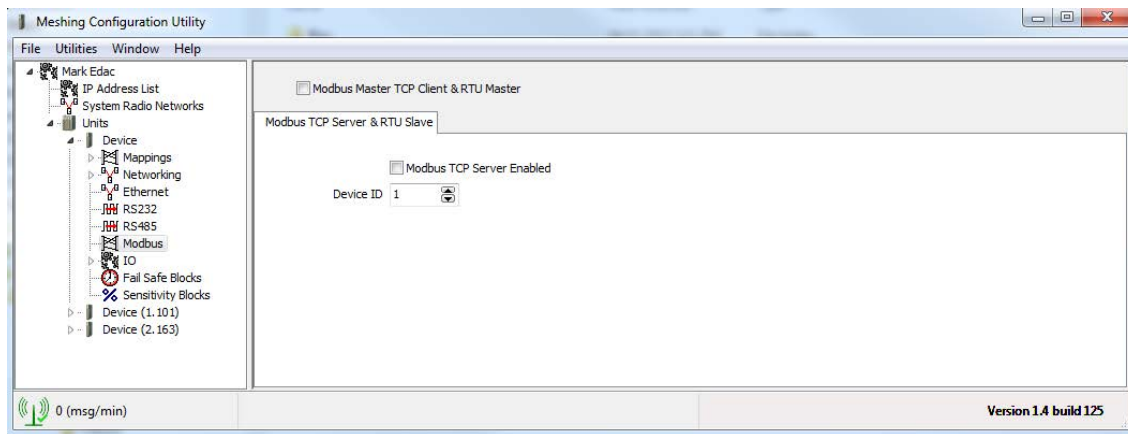 Meshing Configuration Utility
File Utilities Window Help
Mark Edac
IP Address List
System Radio Networks
Units
Device
Mappings
Networking
Ethernet
RS232
RS485
Modbus
IO
Fail Safe Blocks
Sensitivity Blocks
Device (1.101)
Device (2.163)
Modbus Master TCP Client & RTU Master
Modbus TCP Server & RTU Slave
Modbus TCP Server Enabled
Device ID 1
0 (msg/min)
Version 1.4 build 125